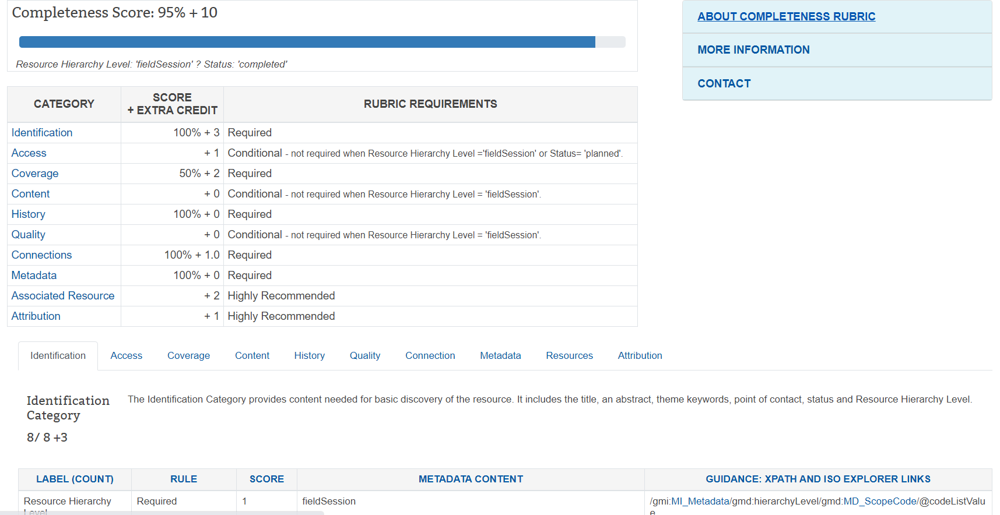 Completeness Score: 95% + 10
Resource Hierarchy Level: 'fieldSession' ? Status: 'completed'
ABOUT COMPLETENESS RUBRIC
MORE INFORMATION
CONTACT
CATEGORY SCORE + EXTRA CREDIT RUBRIC REQUIREMENTS
Identification 100% + 3 Required
Access + 1 Conditional - not required when Resource Hierarchy Level ='fieldSession' or Status= 'planned'.
Coverage 50% + 2 Required
Content + 0 Conditional - not required when Resource Hierarchy Level = 'fieldSession'.
History 100% + 0 Required
Quality + 0 Conditional - not required when Resource Hierarchy Level = 'fieldSession'.
Connections 100% + 1.0 Required
Metadata 100% + 0 Required
Associated Resource + 2 Highly Recommended
Attribution + 1 Highly Recommended
Identification Access Coverage Content History Quality Connection Metadata Resources Attribution
Identification
Category
8/ 8 +3
The Identification Category provides content needed for basic discovery of the resource. It includes the title, an abstract, theme keywords, point of contact, status and Resource Hierarchy Level.
LABEL (COUNT) RULE SCORE METADATA CONTENT GUIDANCE: XPATH AND ISO EXPLORER LINKS
Resource Hierarchy Required 1 fieldSession /gmi:MI_Metadata/gmd:hierarchyLevel/gmd:MD_ScopeCode/@codeListValu
Level e